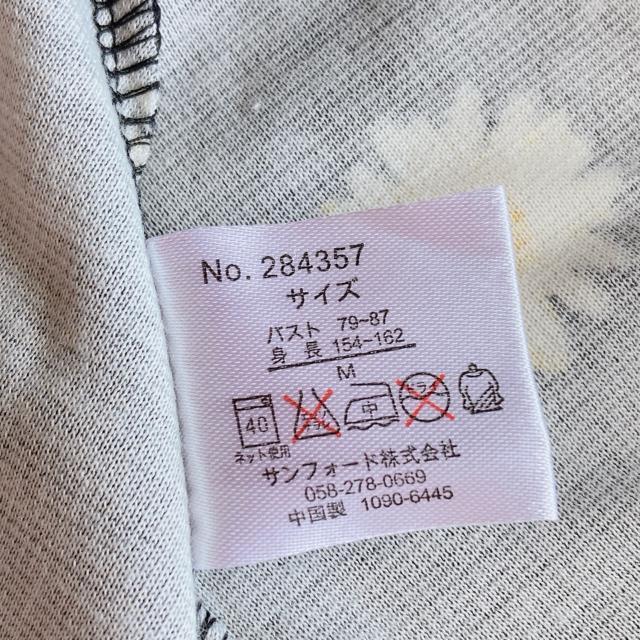 No. 284357
サイズ
バスト 79~87
身長 154~162
M
40 中
ネット使用
サンフォード株式会社
058-278-0669
中国製 1090-6445